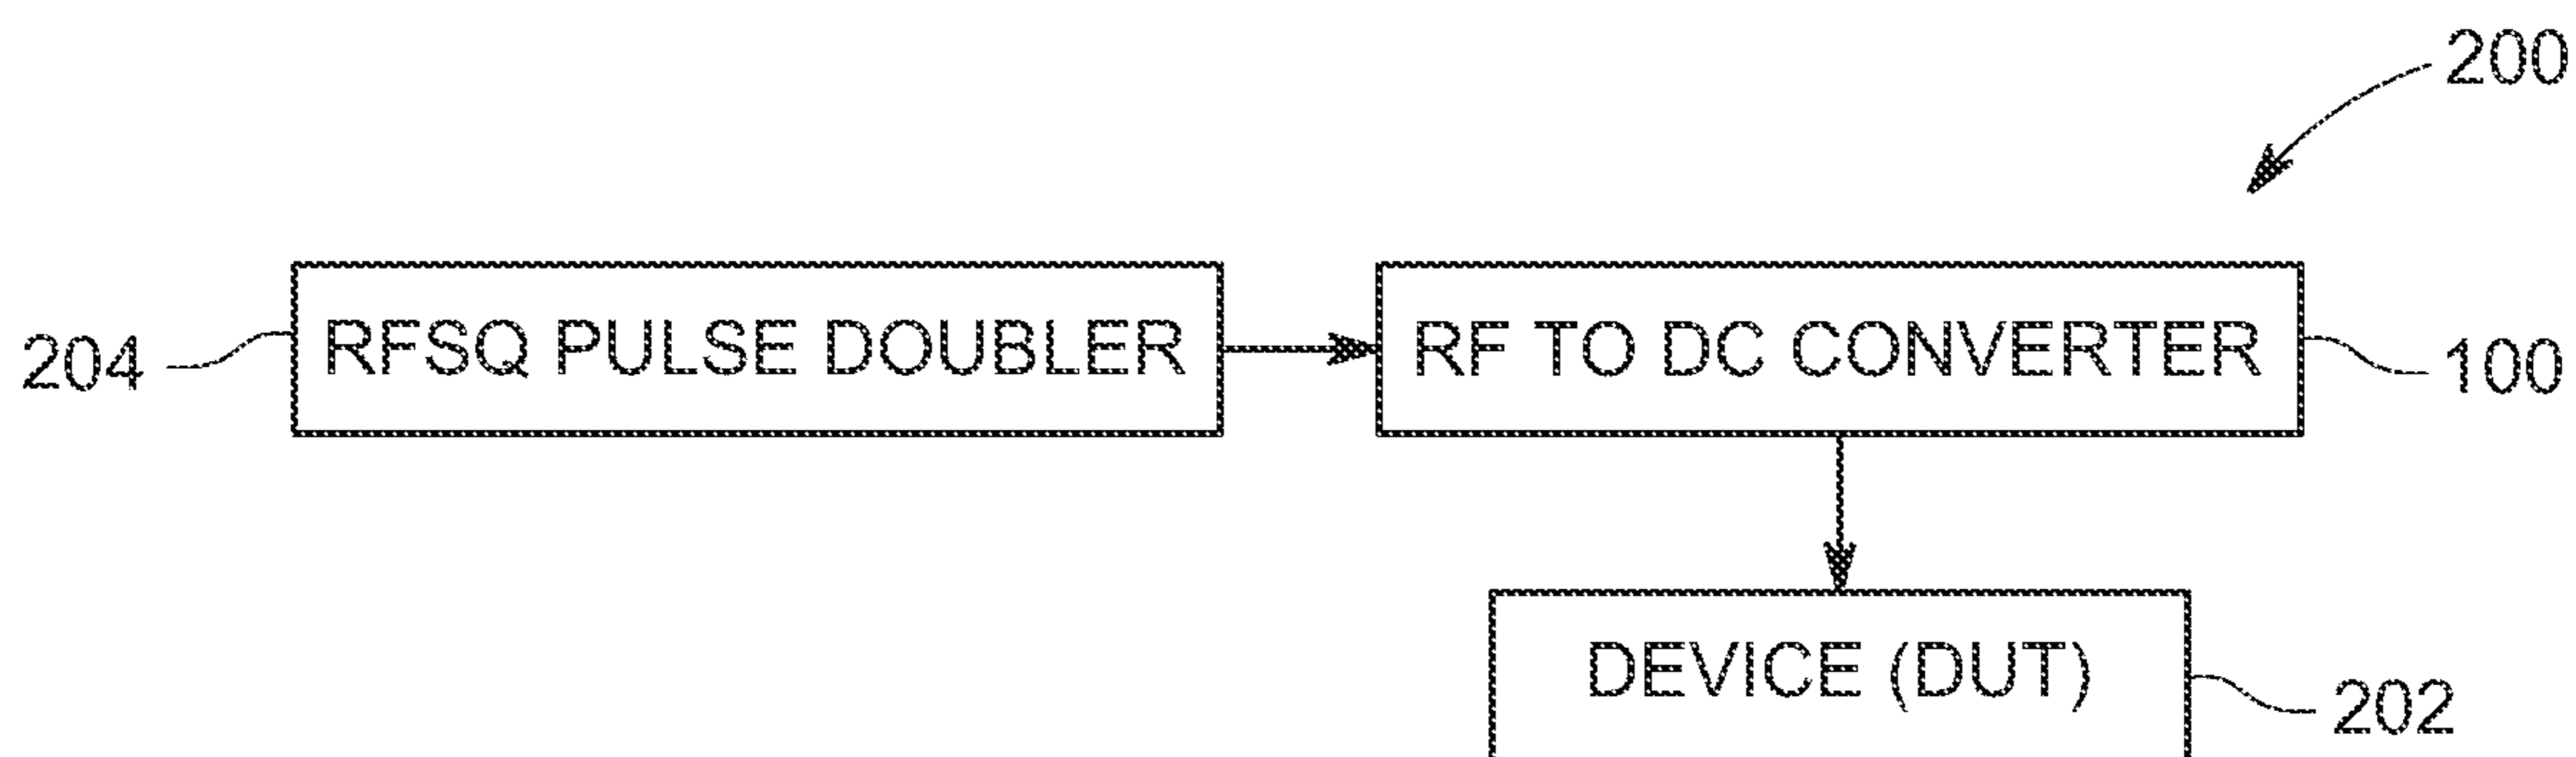 200
204
RFSQ PULSE DOUBLER
RF TO DC CONVERTER
100
DEVICE (DUT)
202